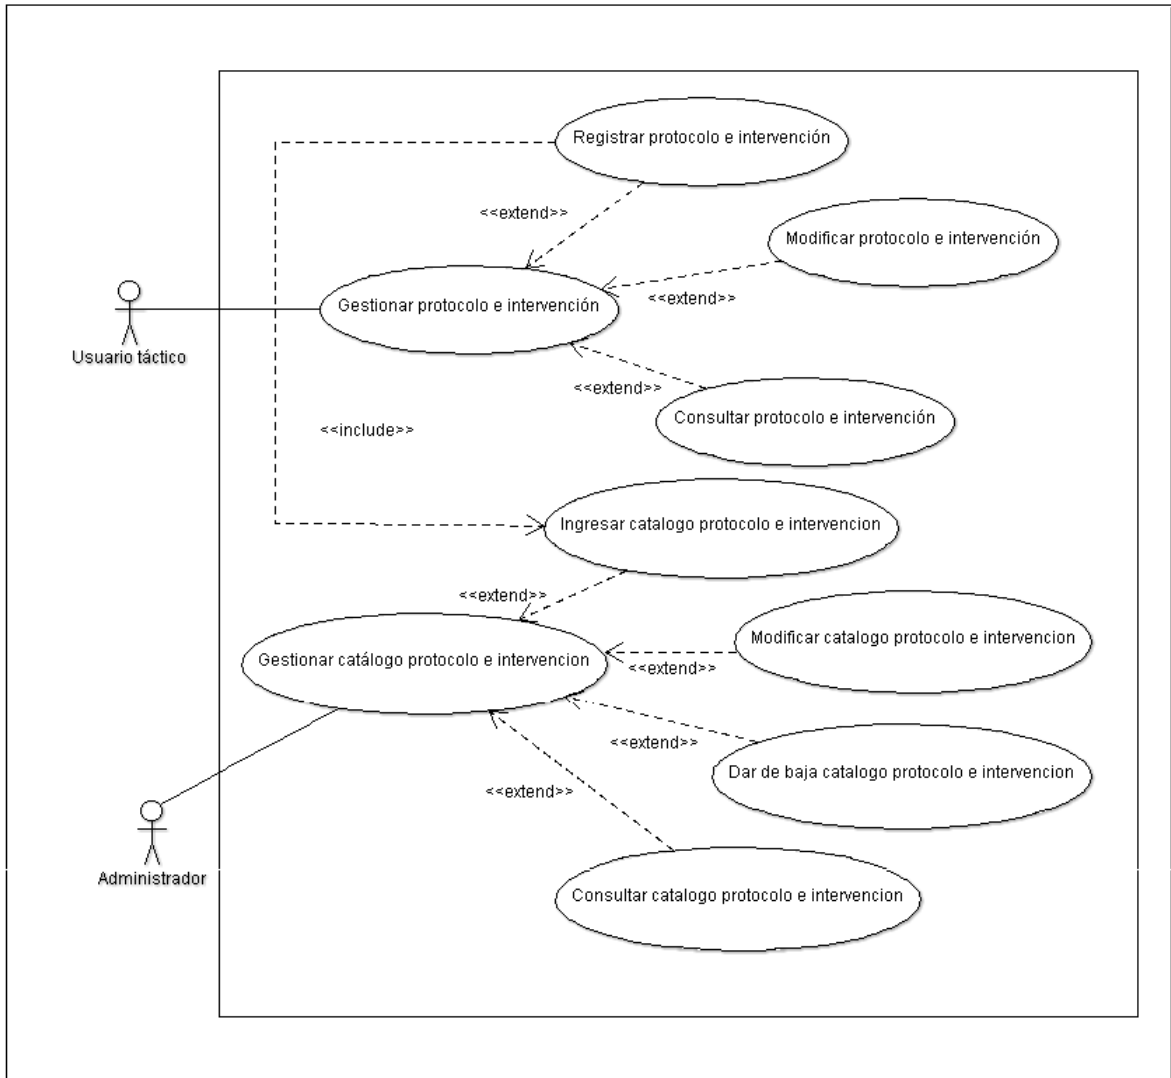 Registrar protocolo e intervención
<<extend>>
Modificar protocolo e intervención
<<extend>>
Gestionar protocolo e intervención
Usuario táctico
<<extend>>
Consultar protocolo e intervención
<<include>>
Ingresar catalogo protocolo e intervencion
<<extend>>
Modificar catalogo protocolo e intervencion
Gestionar catálogo protocolo e intervencion
<<extend>>
<<extend>>
Dar de baja catalogo protocolo e intervencion
<<extend>>
Administrador
Consultar catalogo protocolo e intervencion